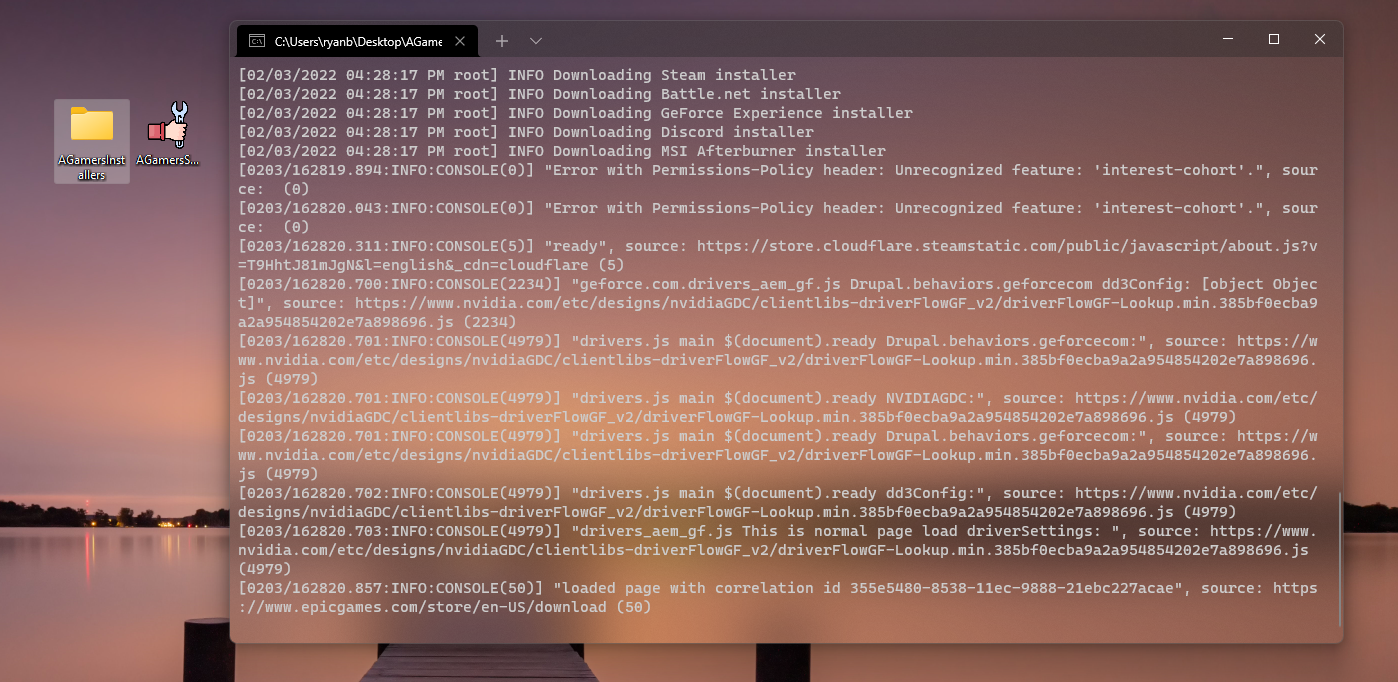 C:\Users\ryanb\Desktop\AGame
[02/03/2022 04:28:17 PM root] INFO Downloading Steam installer
[02/03/2022 04:28:17 PM root] INFO Downloading Battle.net installer
[02/03/2022 04:28:17 PM root] INFO Downloading GeForce Experience installer
[02/03/2022 04:28:17 PM root] INFO Downloading Discord installer
[02/03/2022 04:28:17 PM root] INFO Downloading MSI Afterburner installer
[0203/162819.894:INFO:CONSOLE(0)] "Error with Permissions-Policy header: Unrecognized feature: 'interest-cohort'.", sour
ce:  (0)
[0203/162820.043:INFO:CONSOLE(0)] "Error with Permissions-Policy header: Unrecognized feature: 'interest-cohort'.", sour
ce:  (0)
[0203/162820.311:INFO:CONSOLE(5)] "ready", source: https://store.cloudflare.steamstatic.com/public/javascript/about.js?v
=T9HhtJ81mJgN&l=english&_cdn=cloudflare (5)
[0203/162820.700:INFO:CONSOLE(2234)] "geforce.com.drivers_aem_gf.js Drupal.behaviors.geforcecom dd3Config: [object Objec
t]", source: https://www.nvidia.com/etc/designs/nvidiaGDC/clientlibs-driverFlowGF_v2/driverFlowGF-Lookup.min.385bf0ecba9
a2a954854202e7a898696.js (2234)
[0203/162820.701:INFO:CONSOLE(4979)] "drivers.js main $(document).ready Drupal.behaviors.geforcecom:", source: https://w
ww.nvidia.com/etc/designs/nvidiaGDC/clientlibs-driverFlowGF_v2/driverFlowGF-Lookup.min.385bf0ecba9a2a954854202e7a898696.
js (4979)
[0203/162820.701:INFO:CONSOLE(4979)] "drivers.js main $(document).ready NVIDIAGDC:", source: https://www.nvidia.com/etc/
designs/nvidiaGDC/clientlibs-driverFlowGF_v2/driverFlowGF-Lookup.min.385bf0ecba9a2a954854202e7a898696.js (4979)
[0203/162820.701:INFO:CONSOLE(4979)] "drivers.js main $(document).ready Drupal.behaviors.geforcecom:", source: https://w
ww.nvidia.com/etc/designs/nvidiaGDC/clientlibs-driverFlowGF_v2/driverFlowGF-Lookup.min.385bf0ecba9a2a954854202e7a898696.
js (4979)
[0203/162820.702:INFO:CONSOLE(4979)] "drivers.js main $(document).ready dd3Config:", source: https://www.nvidia.com/etc/
designs/nvidiaGDC/clientlibs-driverFlowGF_v2/driverFlowGF-Lookup.min.385bf0ecba9a2a954854202e7a898696.js (4979)
[0203/162820.703:INFO:CONSOLE(4979)] "drivers_aem_gf.js This is normal page load driverSettings: ", source: https://www.
nvidia.com/etc/designs/nvidiaGDC/clientlibs-driverFlowGF_v2/driverFlowGF-Lookup.min.385bf0ecba9a2a954854202e7a898696.js
(4979)
[0203/162820.857:INFO:CONSOLE(50)] "loaded page with correlation id 355e5480-8538-11ec-9888-21ebc227acae", source: https
://www.epicgames.com/store/en-US/download (50)
AGamersInst
allers
AGamersS...